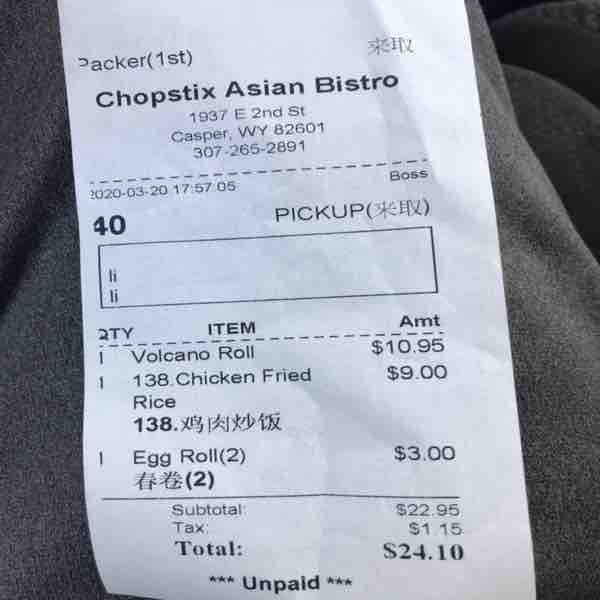 Packer(1st) 来取
Chopstix Asian Bistro
1937 E 2nd St
Casper, WY 82601
307-265-2891
2020-03-20 17:57:05 Boss
40 PICKUP(来取)
li
li
QTY ITEM Amt
1 Volcano Roll $10.95
1 138.Chicken Fried $9.00
Rice
138.鸡肉炒饭
1 Egg Roll(2) $3.00
春卷(2)
Subtotal: $22.95
Tax: $1.15
Total: $24.10
*** Unpaid ***